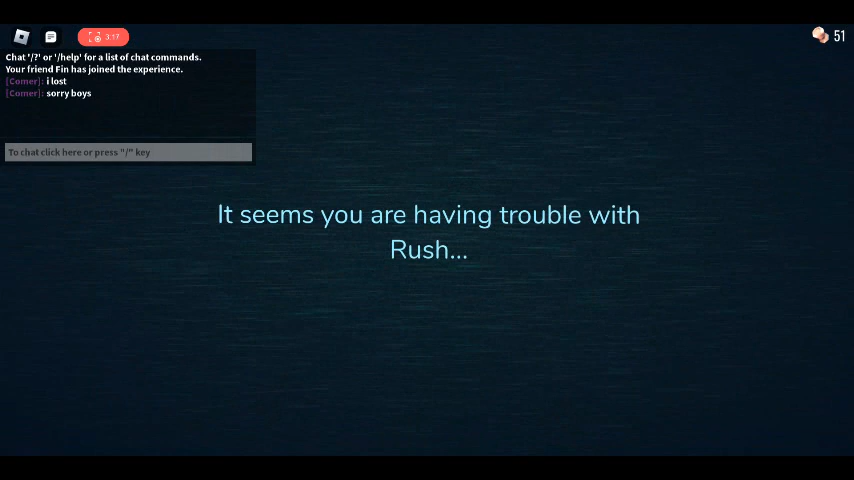 3:17
51
Chat '/?' or '/help' for a list of chat commands.
Your friend Fin has joined the experience.
[Comer]: i lost
[Comer]: sorry boys
To chat click here or press "/" key
It seems you are having trouble with
Rush...